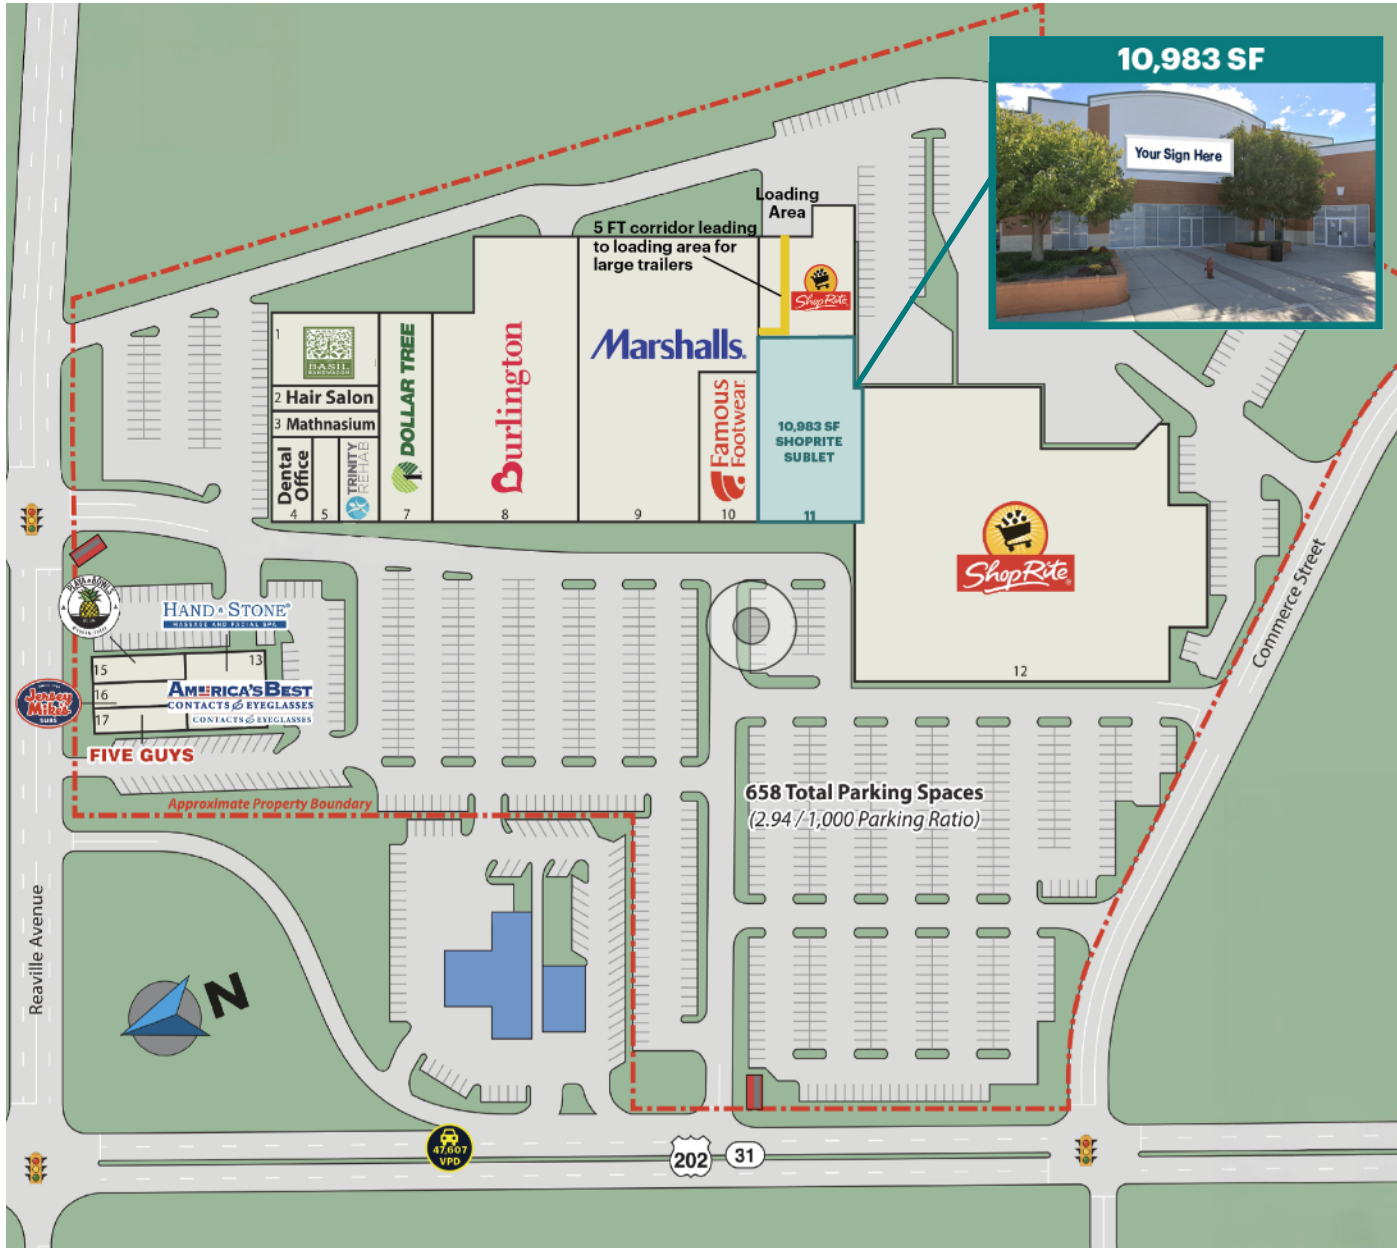 10,983 SF
Your Sign Here
Loading
Area
5 FT corridor leading
to loading area for
large trailers
ShopRite
1
BASIL
BANDWAGON
2 Hair Salon
3 Mathnasium
Dental
Office
4
5
TRINITY
REHAB
DOLLAR TREE
7
Burlington
8
Marshalls.
9
Famous
Footwear.
10
10,983 SF
SHOPRITE
SUBLET
11
ShopRite
12
Commerce Street
PLAYA BOWLS
HAND & STONE
MASSAGE AND FACIAL SPA
15
13
16
AMERICA'S BEST
CONTACTS & EYEGLASSES
CONTACTS & EYEGLASSES
Jersey
Mike's
SUBS
17
FIVE GUYS
Approximate Property Boundary
658 Total Parking Spaces
(2.94 / 1,000 Parking Ratio)
Reaville Avenue
N
47,607
VPD
202
31